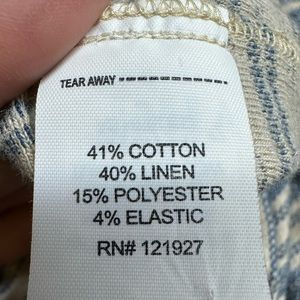 TEAR AWAY
41% COTTON
40% LINEN
15% POLYESTER
4% ELASTIC
RN# 121927